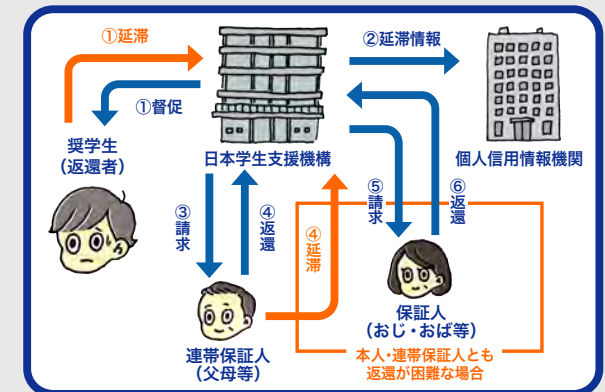 ①延滞
②延滞情報
①督促
奨学生
(返還者)
日本学生支援機構
個人信用情報機関
③請求
④返還
④延滞
⑤請求
⑥返還
連帯保証人
(父母等)
保証人
(おじ・おば等)
本人・連帯保証人とも
返還が困難な場合